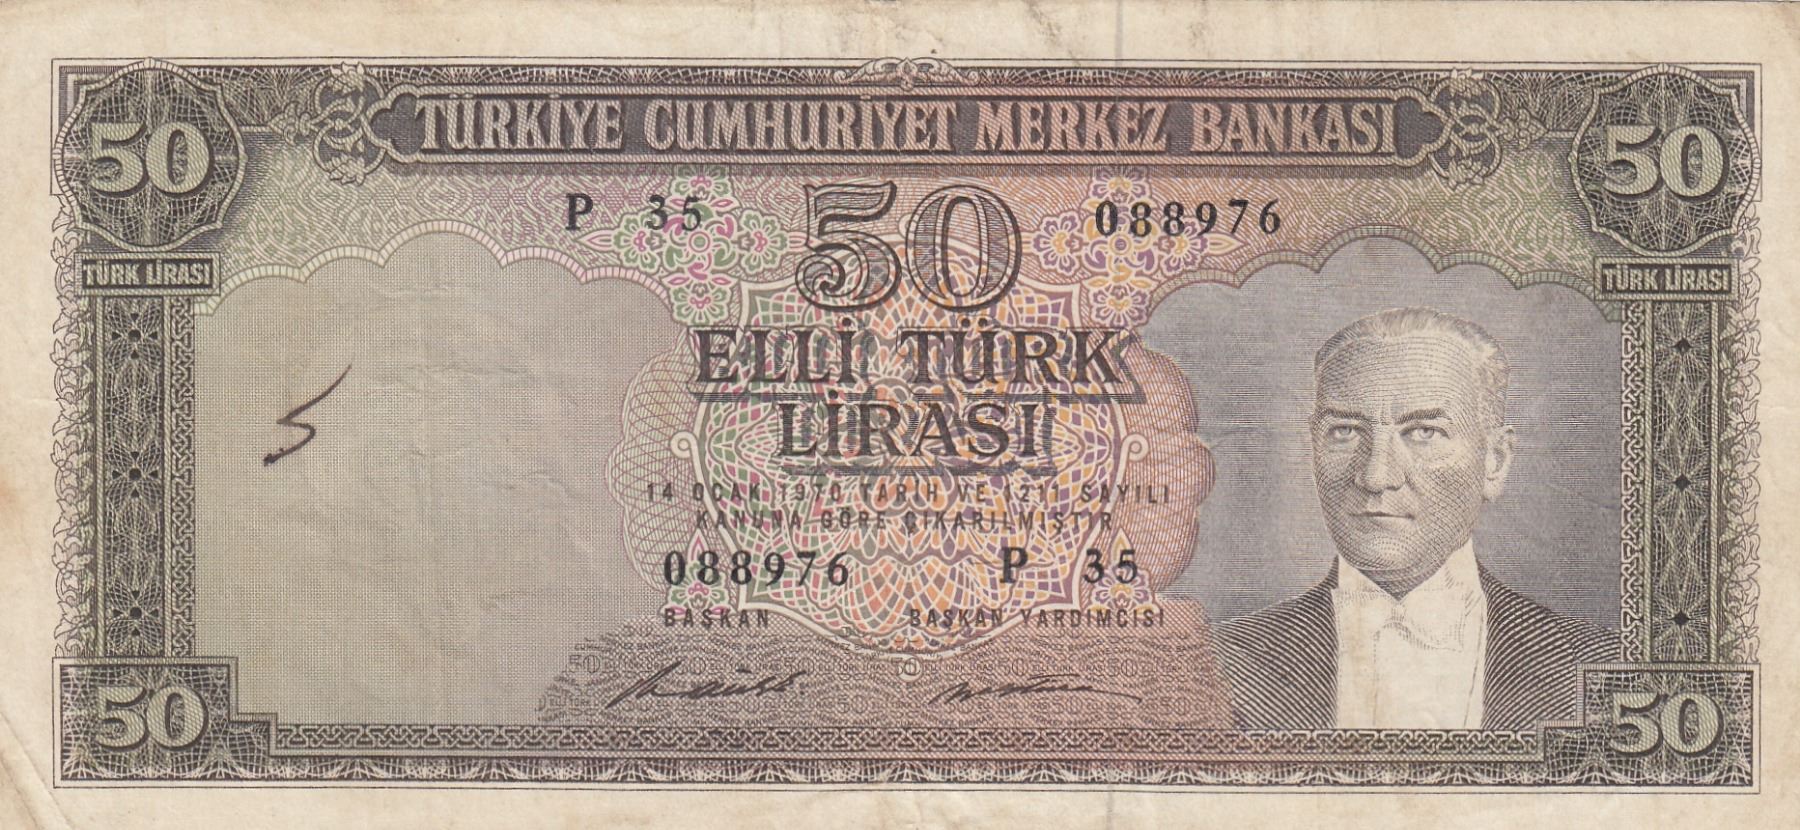 TÜRKİYE CUMHURİYET MERKEZ BANKASI
50 50
P 35 50 088976
TÜRK LİRASI TÜRK LİRASI
ELLİ TÜRK
LİRASI
14 OCAK 1970 TARİH VE 1211 SAYILI
KANUNA GÖRE ÇIKARILMIŞTIR
088976 P 35
BAŞKAN BAŞKAN YARDIMCISI
50 50